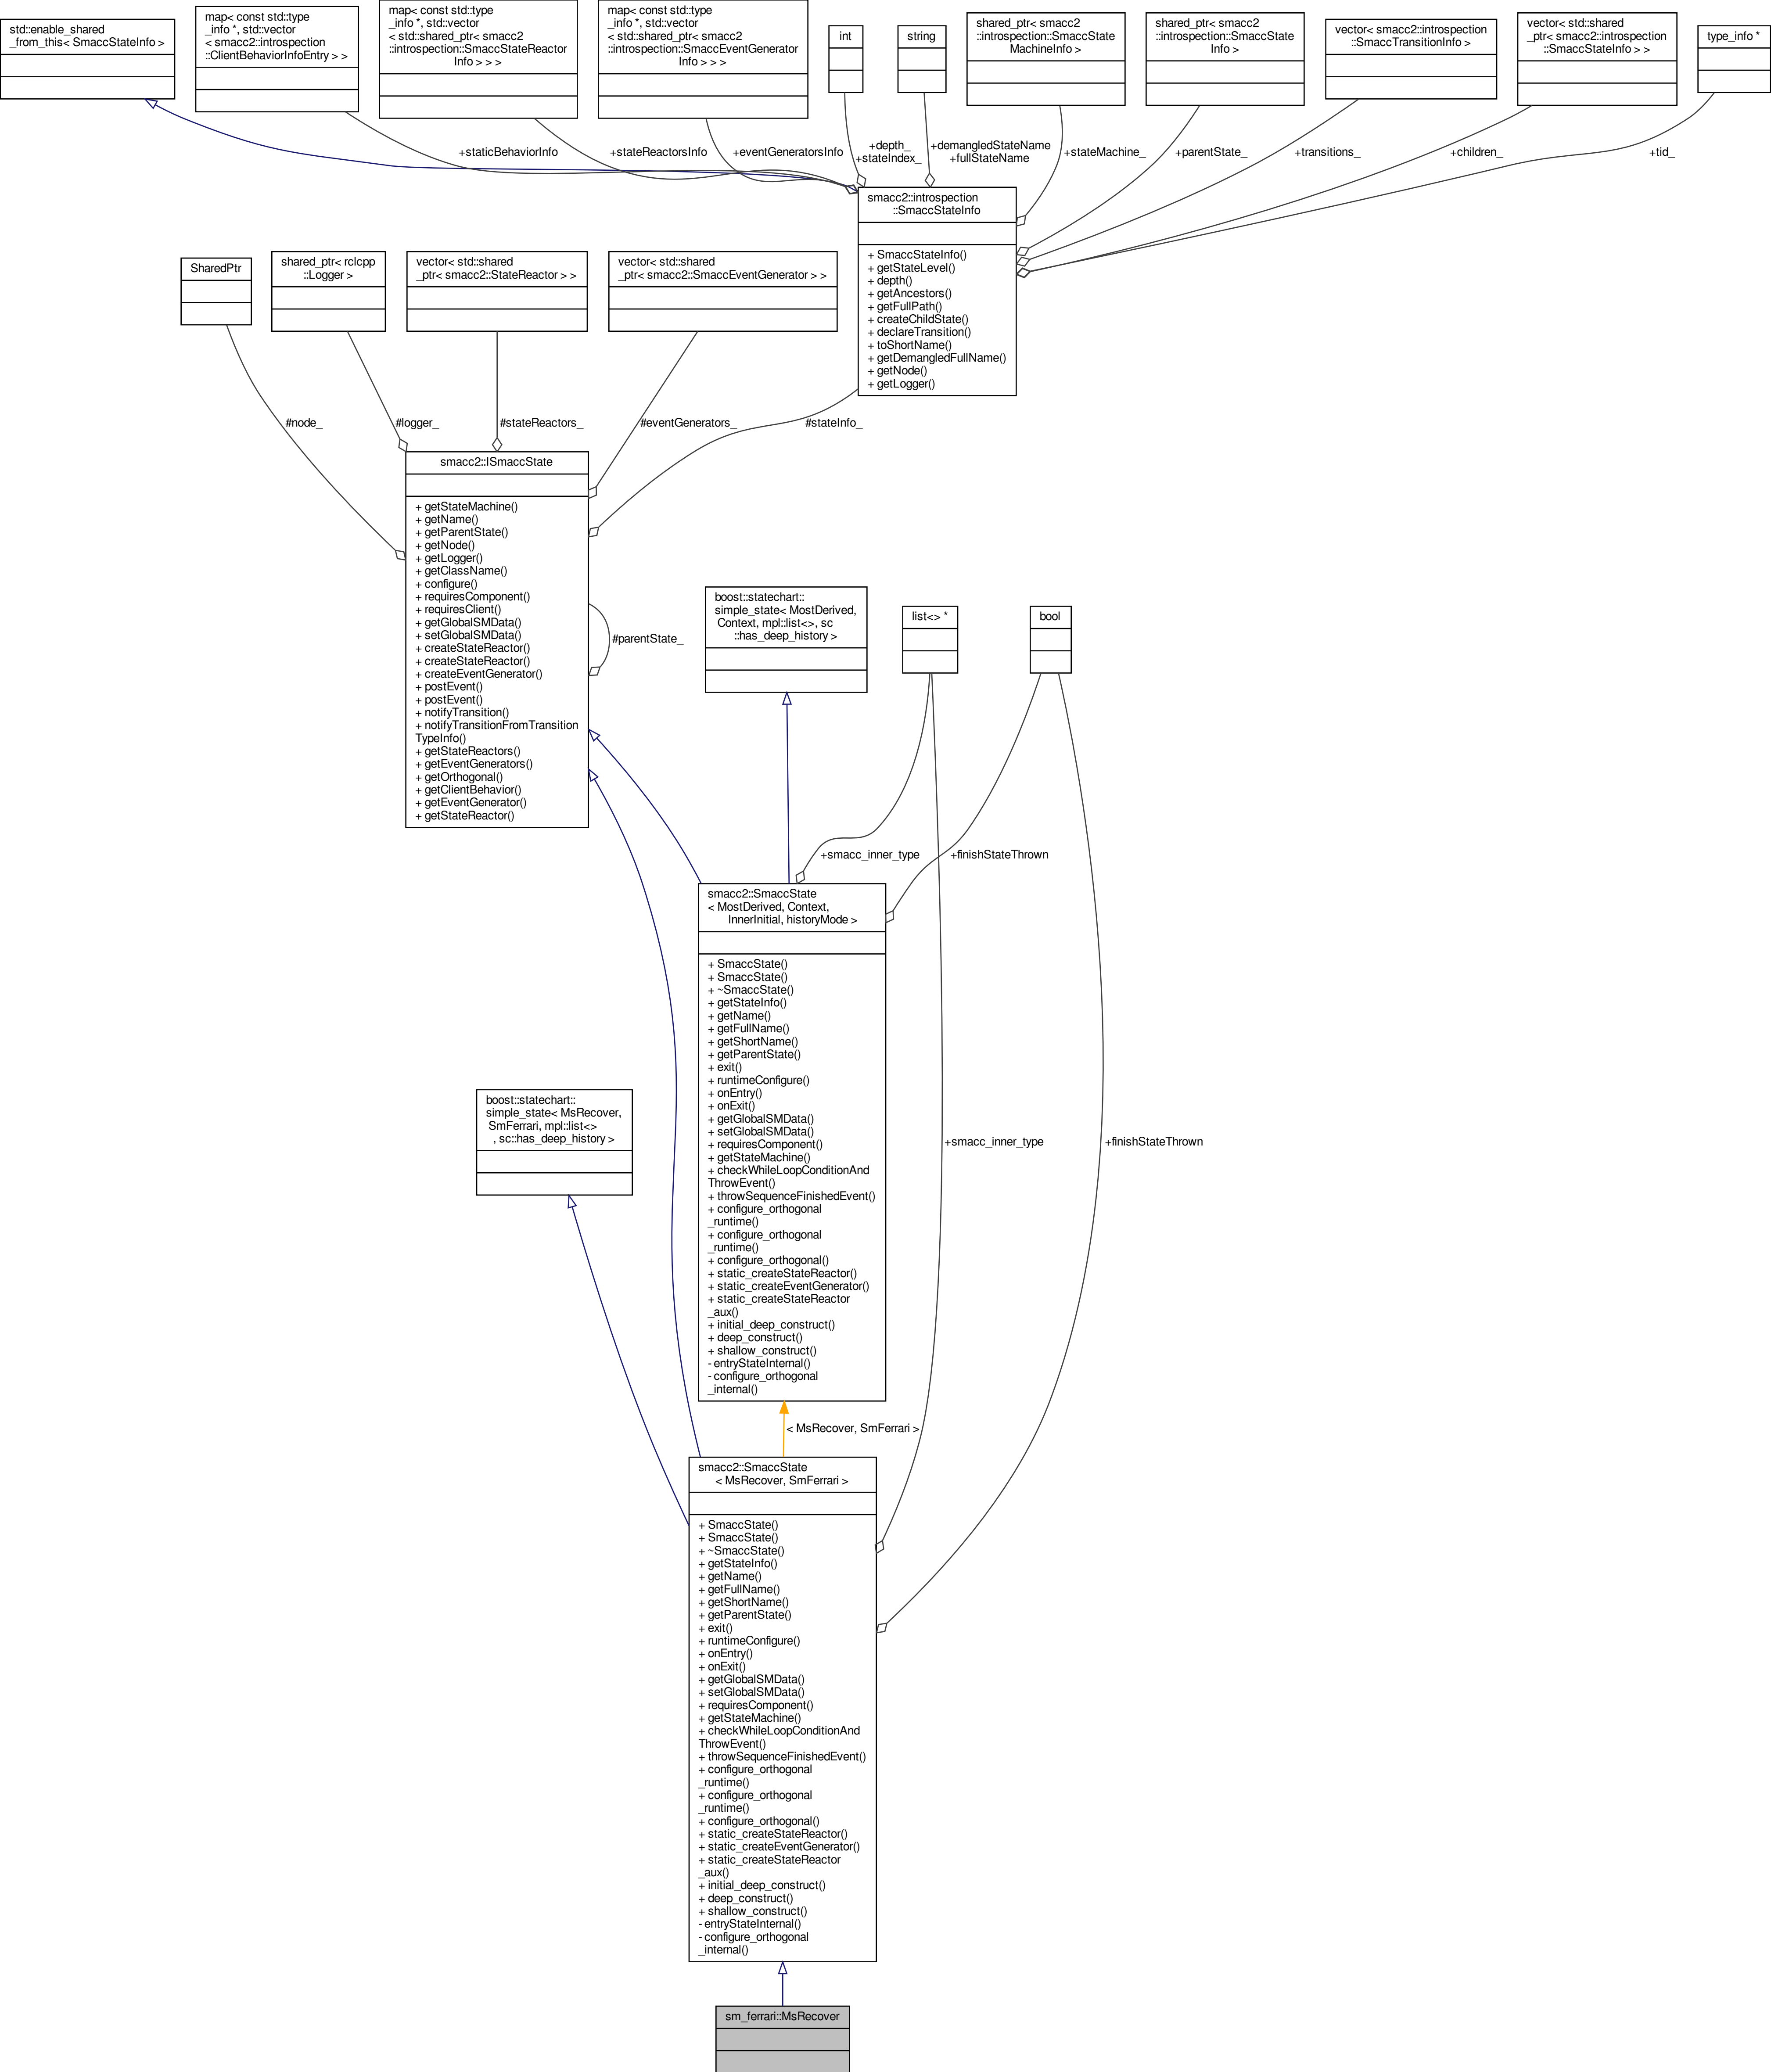 std::enable_shared
_from_this< SmaccStateInfo >
map< const std::type
_info *, std::vector
< smacc2::introspection
::ClientBehaviorInfoEntry > >
map< const std::type
_info *, std::vector
< std::shared_ptr< smacc2
::introspection::SmaccStateReactor
Info > > >
map< const std::type
_info *, std::vector
< std::shared_ptr< smacc2
::introspection::SmaccEventGenerator
Info > > >
int
string
shared_ptr< smacc2
::introspection::SmaccState
MachineInfo >
shared_ptr< smacc2
::introspection::SmaccState
Info >
vector< smacc2::introspection
::SmaccTransitionInfo >
vector< std::shared
_ptr< smacc2::introspection
::SmaccStateInfo > >
type_info *
+staticBehaviorInfo
+stateReactorsInfo
+eventGeneratorsInfo
+depth_
+stateIndex_
+demangledStateName
+fullStateName
+stateMachine_
+parentState_
+transitions_
+children_
+tid_
smacc2::introspection
::SmaccStateInfo
+ SmaccStateInfo()
+ getStateLevel()
+ depth()
+ getAncestors()
+ getFullPath()
+ createChildState()
+ declareTransition()
+ toShortName()
+ getDemangledFullName()
+ getNode()
+ getLogger()
SharedPtr
shared_ptr< rclcpp
::Logger >
vector< std::shared
_ptr< smacc2::StateReactor > >
vector< std::shared
_ptr< smacc2::SmaccEventGenerator > >
#node_
#logger_
#stateReactors_
#eventGenerators_
#stateInfo_
smacc2::ISmaccState
+ getStateMachine()
+ getName()
+ getParentState()
+ getNode()
+ getLogger()
+ getClassName()
+ configure()
+ requiresComponent()
+ requiresClient()
+ getGlobalSMData()
+ setGlobalSMData()
+ createStateReactor()
+ createStateReactor()
+ createEventGenerator()
+ postEvent()
+ postEvent()
+ notifyTransition()
+ notifyTransitionFromTransition
TypeInfo()
+ getStateReactors()
+ getEventGenerators()
+ getOrthogonal()
+ getClientBehavior()
+ getEventGenerator()
+ getStateReactor()
#parentState_
boost::statechart::
simple_state< MostDerived,
Context, mpl::list<>, sc
::has_deep_history >
list<> *
bool
+smacc_inner_type
+finishStateThrown
smacc2::SmaccState
< MostDerived, Context,
InnerInitial, historyMode >
+ SmaccState()
+ SmaccState()
+ ~SmaccState()
+ getStateInfo()
+ getName()
+ getFullName()
+ getShortName()
+ getParentState()
+ exit()
+ runtimeConfigure()
+ onEntry()
+ onExit()
+ getGlobalSMData()
+ setGlobalSMData()
+ requiresComponent()
+ getStateMachine()
+ checkWhileLoopConditionAnd
ThrowEvent()
+ throwSequenceFinishedEvent()
+ configure_orthogonal
_runtime()
+ configure_orthogonal
_runtime()
+ configure_orthogonal()
+ static_createStateReactor()
+ static_createEventGenerator()
+ static_createStateReactor
_aux()
+ initial_deep_construct()
+ deep_construct()
+ shallow_construct()
- entryStateInternal()
- configure_orthogonal
_internal()
boost::statechart::
simple_state< MsRecover,
SmFerrari, mpl::list<>
, sc::has_deep_history >
+smacc_inner_type
+finishStateThrown
< MsRecover, SmFerrari >
smacc2::SmaccState
< MsRecover, SmFerrari >
+ SmaccState()
+ SmaccState()
+ ~SmaccState()
+ getStateInfo()
+ getName()
+ getFullName()
+ getShortName()
+ getParentState()
+ exit()
+ runtimeConfigure()
+ onEntry()
+ onExit()
+ getGlobalSMData()
+ setGlobalSMData()
+ requiresComponent()
+ getStateMachine()
+ checkWhileLoopConditionAnd
ThrowEvent()
+ throwSequenceFinishedEvent()
+ configure_orthogonal
_runtime()
+ configure_orthogonal
_runtime()
+ configure_orthogonal()
+ static_createStateReactor()
+ static_createEventGenerator()
+ static_createStateReactor
_aux()
+ initial_deep_construct()
+ deep_construct()
+ shallow_construct()
- entryStateInternal()
- configure_orthogonal
_internal()
sm_ferrari::MsRecover